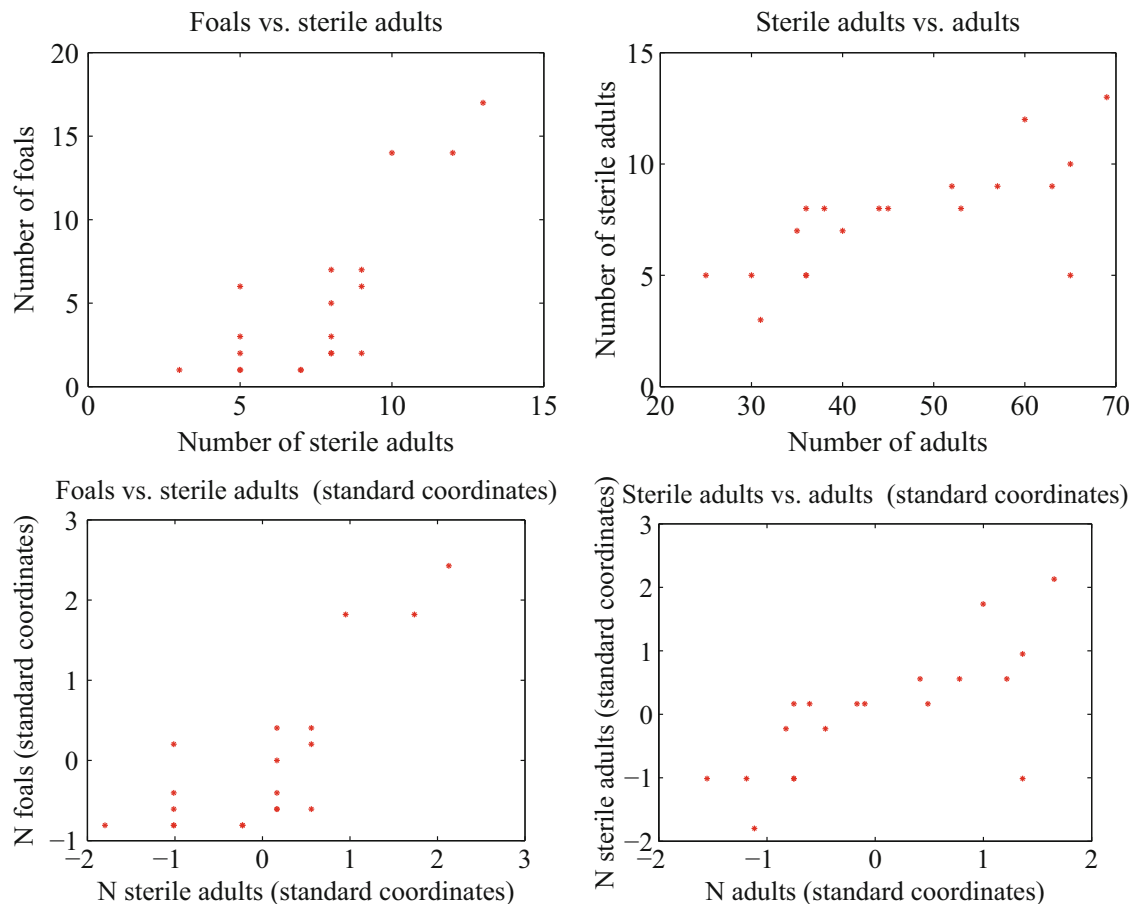 Foals vs. sterile adults
20
15
10
5
0
Number of foals
0 5 10 15
Number of sterile adults
Sterile adults vs. adults
15
10
5
0
Number of sterile adults
20 30 40 50 60 70
Number of adults
Foals vs. sterile adults (standard coordinates)
3
2
1
0
−1
N foals (standard coordinates)
−2 −1 0 1 2 3
N sterile adults (standard coordinates)
Sterile adults vs. adults (standard coordinates)
3
2
1
0
−1
−2
N sterile adults (standard coordinates)
−2 −1 0 1 2
N adults (standard coordinates)